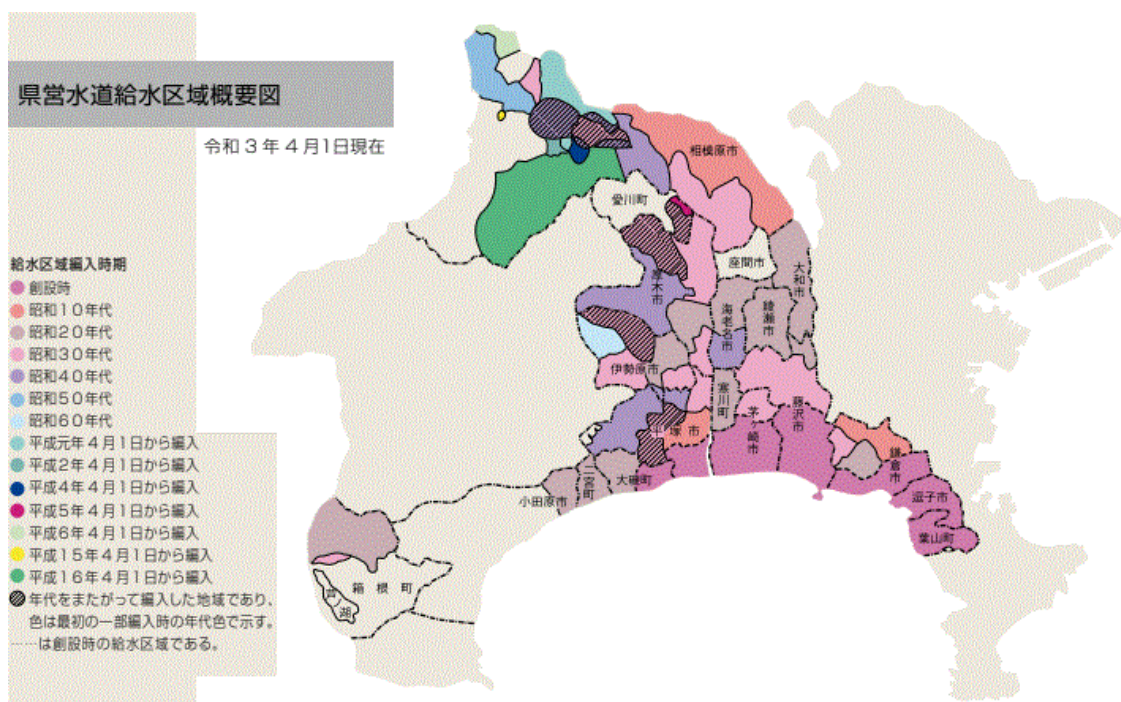 県営水道給水区域概要図
令和3年4月1日現在
給水区域編入時期
創設時
昭和10年代
昭和20年代
昭和30年代
昭和40年代
昭和50年代
昭和60年代
平成元年4月1日から編入
平成2年4月1日から編入
平成4年4月1日から編入
平成5年4月1日から編入
平成6年4月1日から編入
平成15年4月1日から編入
平成16年4月1日から編入
年代をまたがって編入した地域であり、
色は最初の一部編入時の年代色で示す。
……は創設時の給水区域である。
相模原市
愛川町
座間市
大和市
厚木市
海老名市
綾瀬市
伊勢原市
寒川町
茅ヶ崎市
藤沢市
平塚市
鎌倉市
大磯町
二宮町
小田原市
逗子市
葉山町
箱根町
芦湖